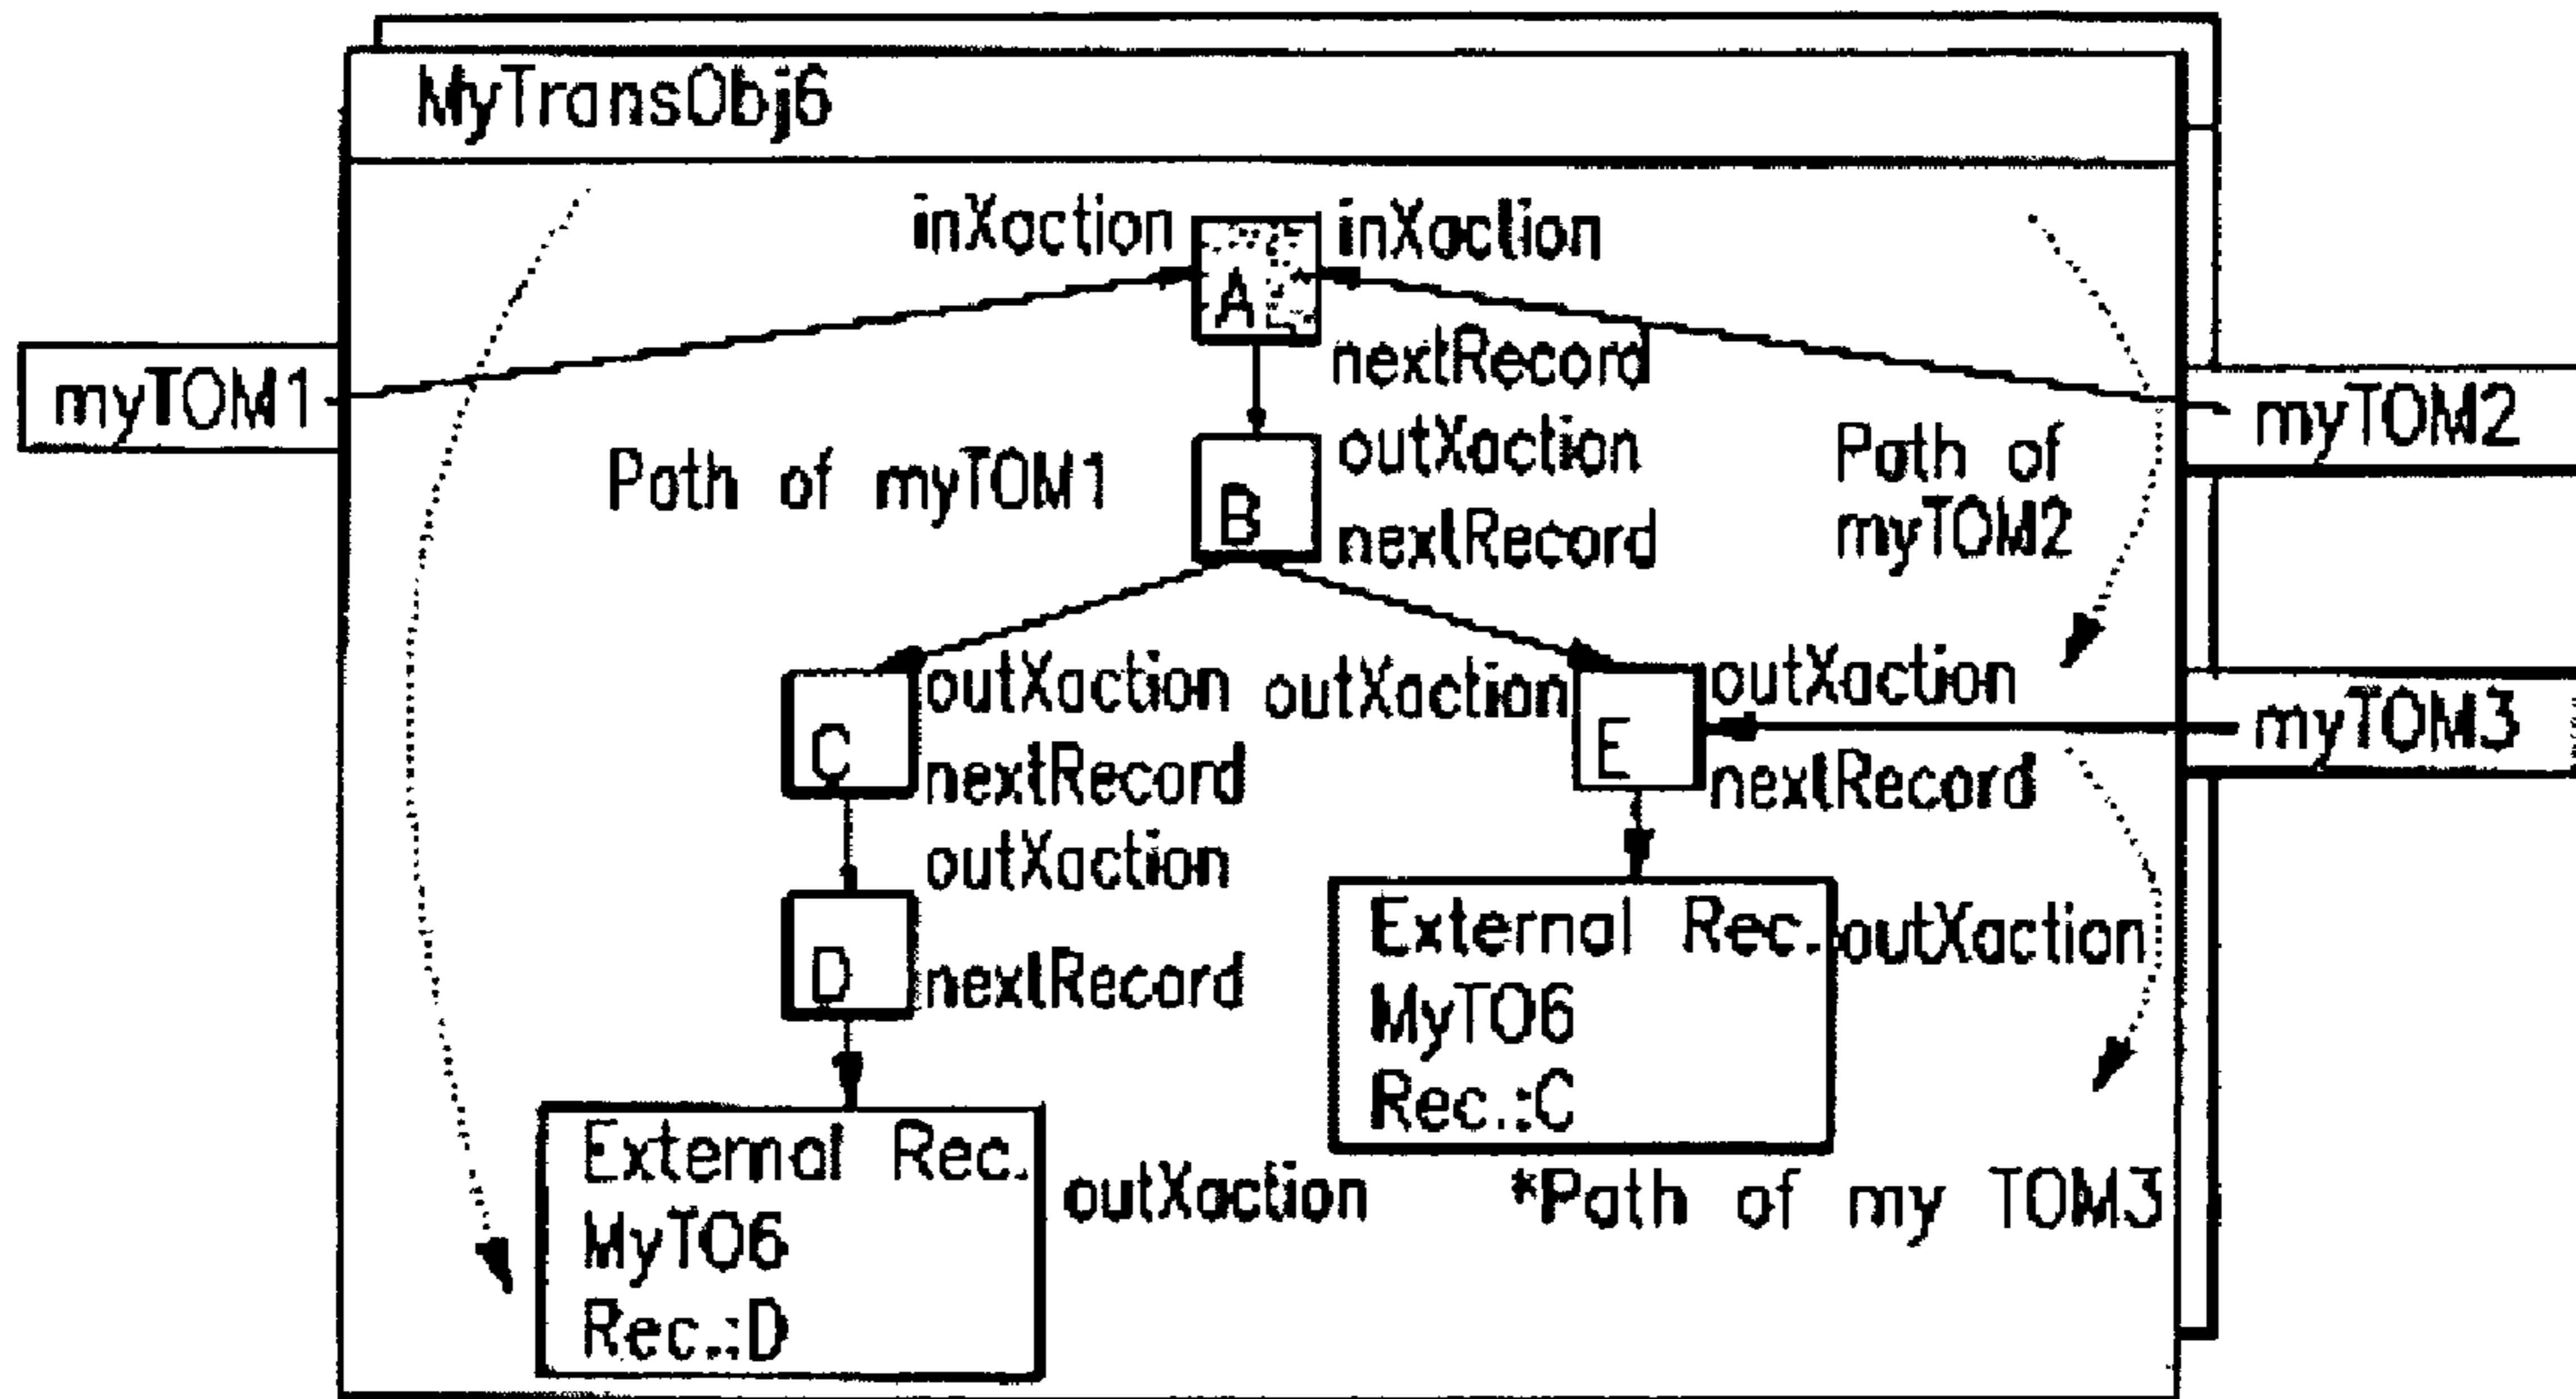 MyTransObj6
inXaction
A
inXaction
nextRecord
myTOM1
myTOM2
Path of myTOM1
outXaction
B
nextRecord
Path of
myTOM2
outXaction
C
nextRecord
outXaction
E
outXaction
nextRecord
myTOM3
outXaction
D
nextRecord
External Rec.
MyTO6
Rec.:C
outXaction
External Rec.
MyTO6
Rec.:D
outXaction
*Path of my TOM3